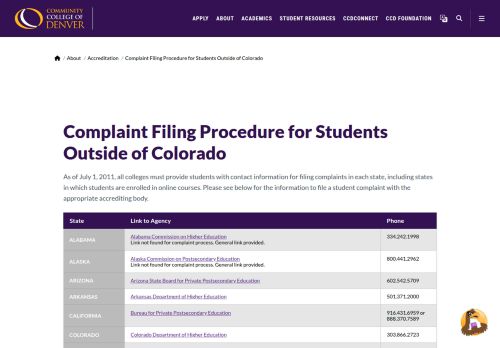 COMMUNITY
COLLEGE OF
DENVER
APPLY ABOUT ACADEMICS STUDENT RESOURCES CCDCONNECT CCD FOUNDATION
/ About / Accreditation / Complaint Filing Procedure for Students Outside of Colorado
Complaint Filing Procedure for Students
Outside of Colorado
As of July 1, 2011, all colleges must provide students with contact information for filing complaints in each state, including states
in which students are enrolled in online courses. Please see below for the information to file a student complaint with the
appropriate accrediting body.
State Link to Agency Phone
ALABAMA Alabama Commission on Higher Education 334.242.1998
Link not found for complaint process. General link provided.
ALASKA Alaska Commission on Postsecondary Education 800.441.2962
Link not found for complaint process. General link provided.
ARIZONA Arizona State Board for Private Postsecondary Education 602.542.5709
ARKANSAS Arkansas Department of Higher Education 501.371.2000
CALIFORNIA Bureau for Private Postsecondary Education 916.431.6959 or
888.370.7589
COLORADO Colorado Department of Higher Education 303.866.2723